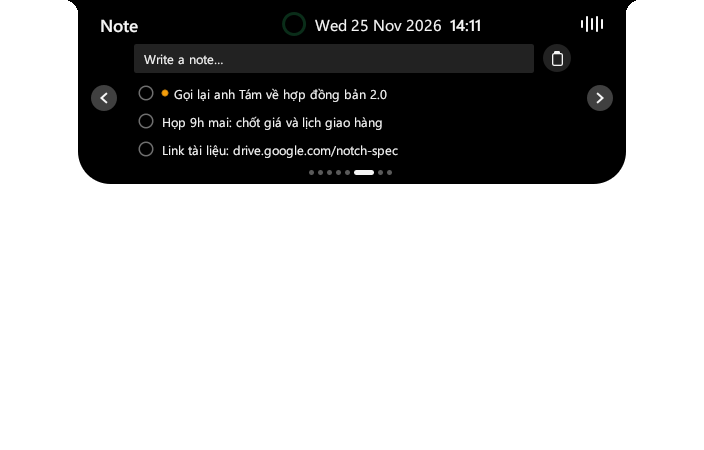 Note
Wed 25 Nov 2026 14:11
Write a note...
Gọi lại anh Tám về hợp đồng bản 2.0
Họp 9h mai: chốt giá và lịch giao hàng
Link tài liệu: drive.google.com/notch-spec